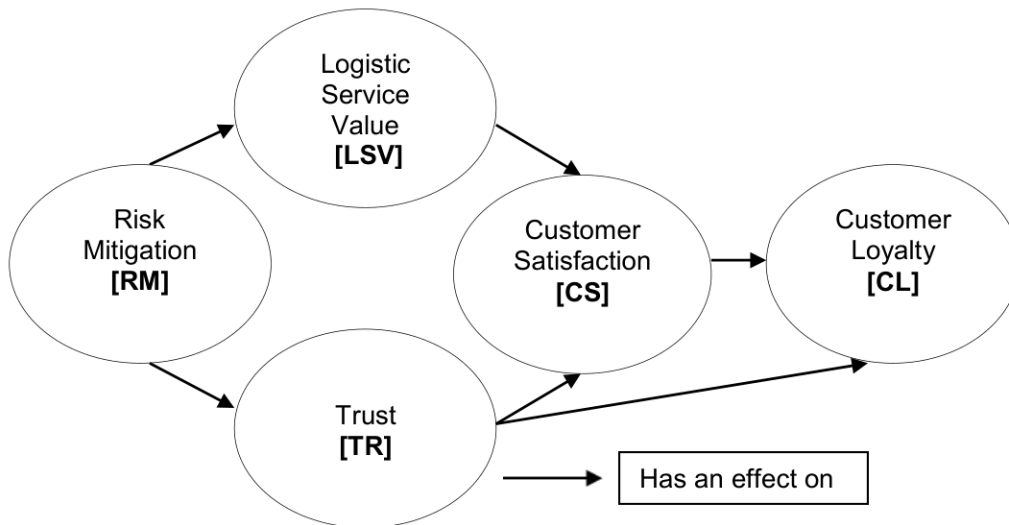 Logistic
Service
Value
[LSV]
Risk
Mitigation
[RM]
Customer
Satisfaction
[CS]
Customer
Loyalty
[CL]
Trust
[TR]
Has an effect on